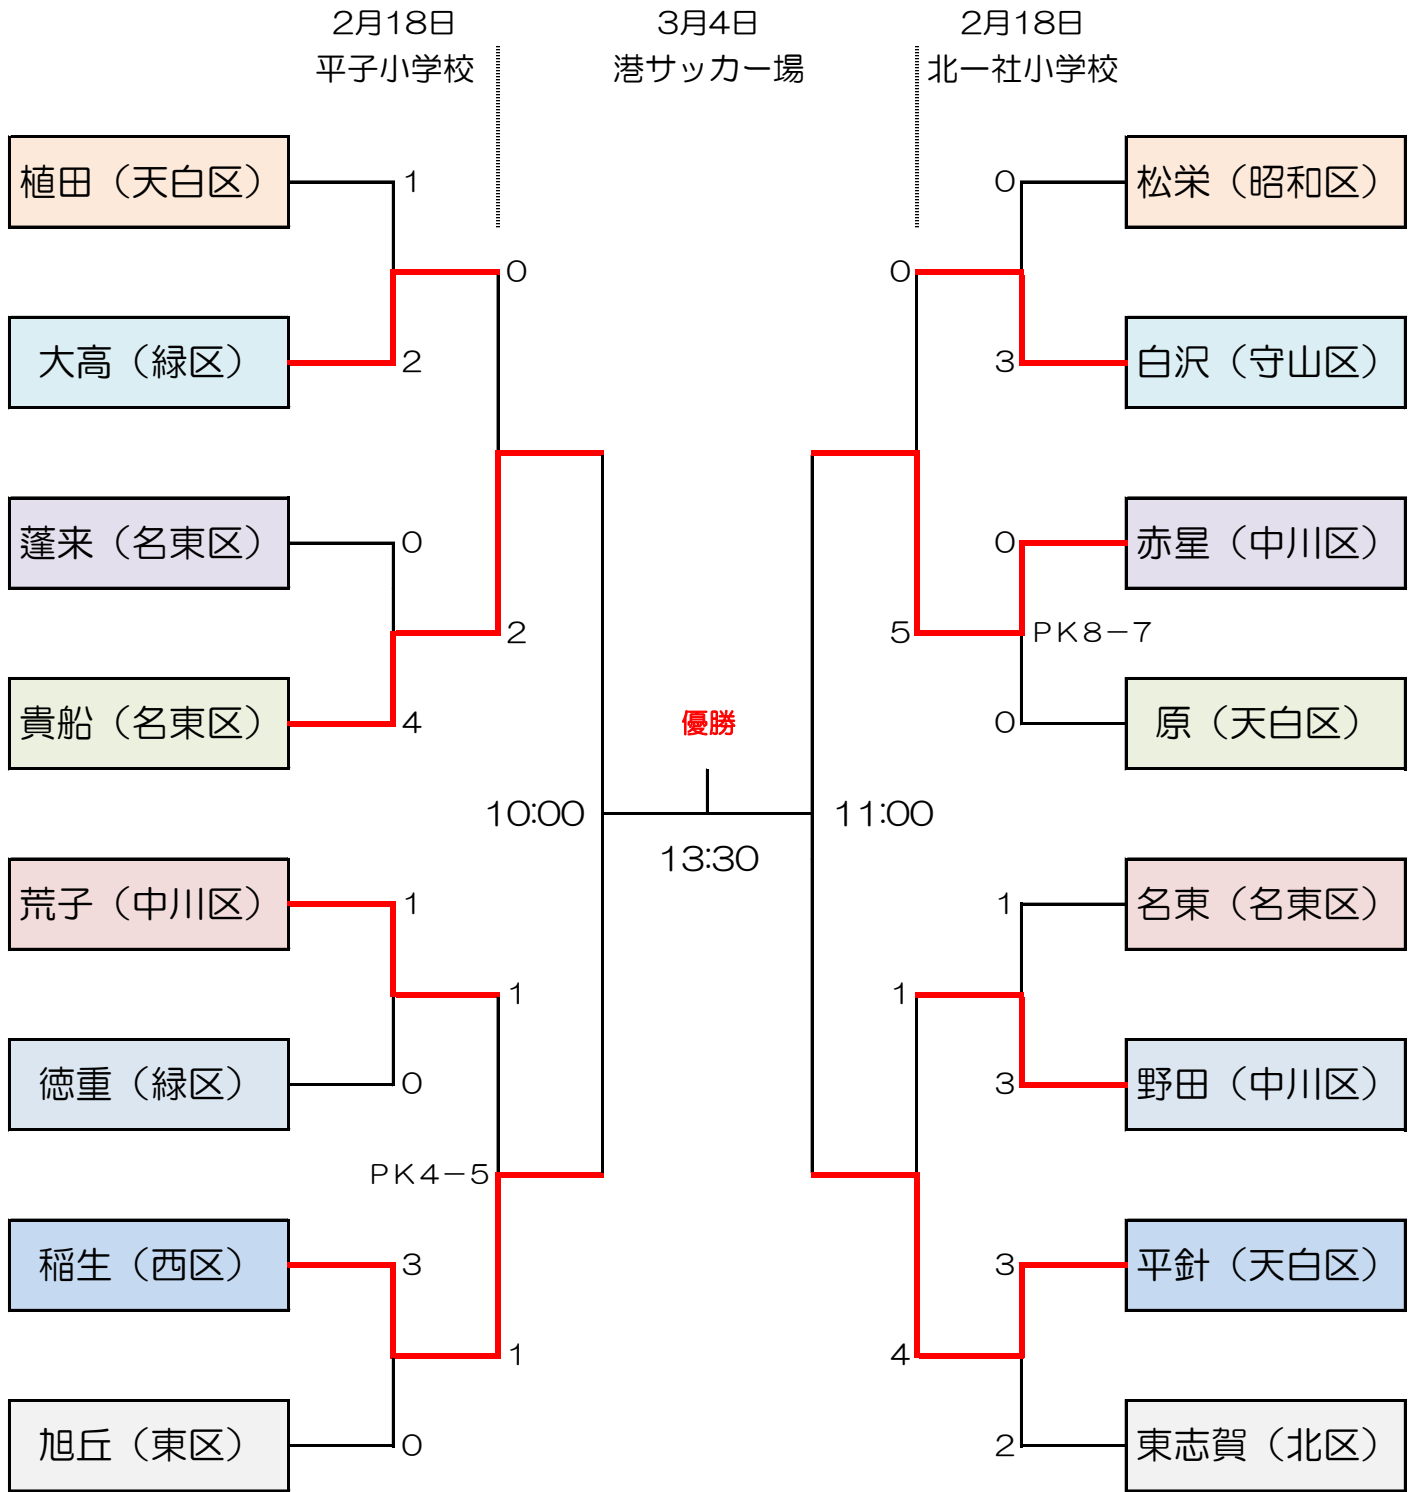 2月18日
平子小学校
3月4日
港サッカー場
2月18日
北一社小学校
植田（天白区）
1
0
大高（緑区）
2
蓬来（名東区）
0
2
貴船（名東区）
4
荒子（中川区）
1
1
徳重（緑区）
0
PK4－5
稲生（西区）
3
1
旭丘（東区）
0
優勝
10:00
13:30
11:00
0
松栄（昭和区）
0
3
白沢（守山区）
0
赤星（中川区）
5
PK8－7
0
原（天白区）
1
名東（名東区）
1
3
野田（中川区）
3
平針（天白区）
4
2
東志賀（北区）